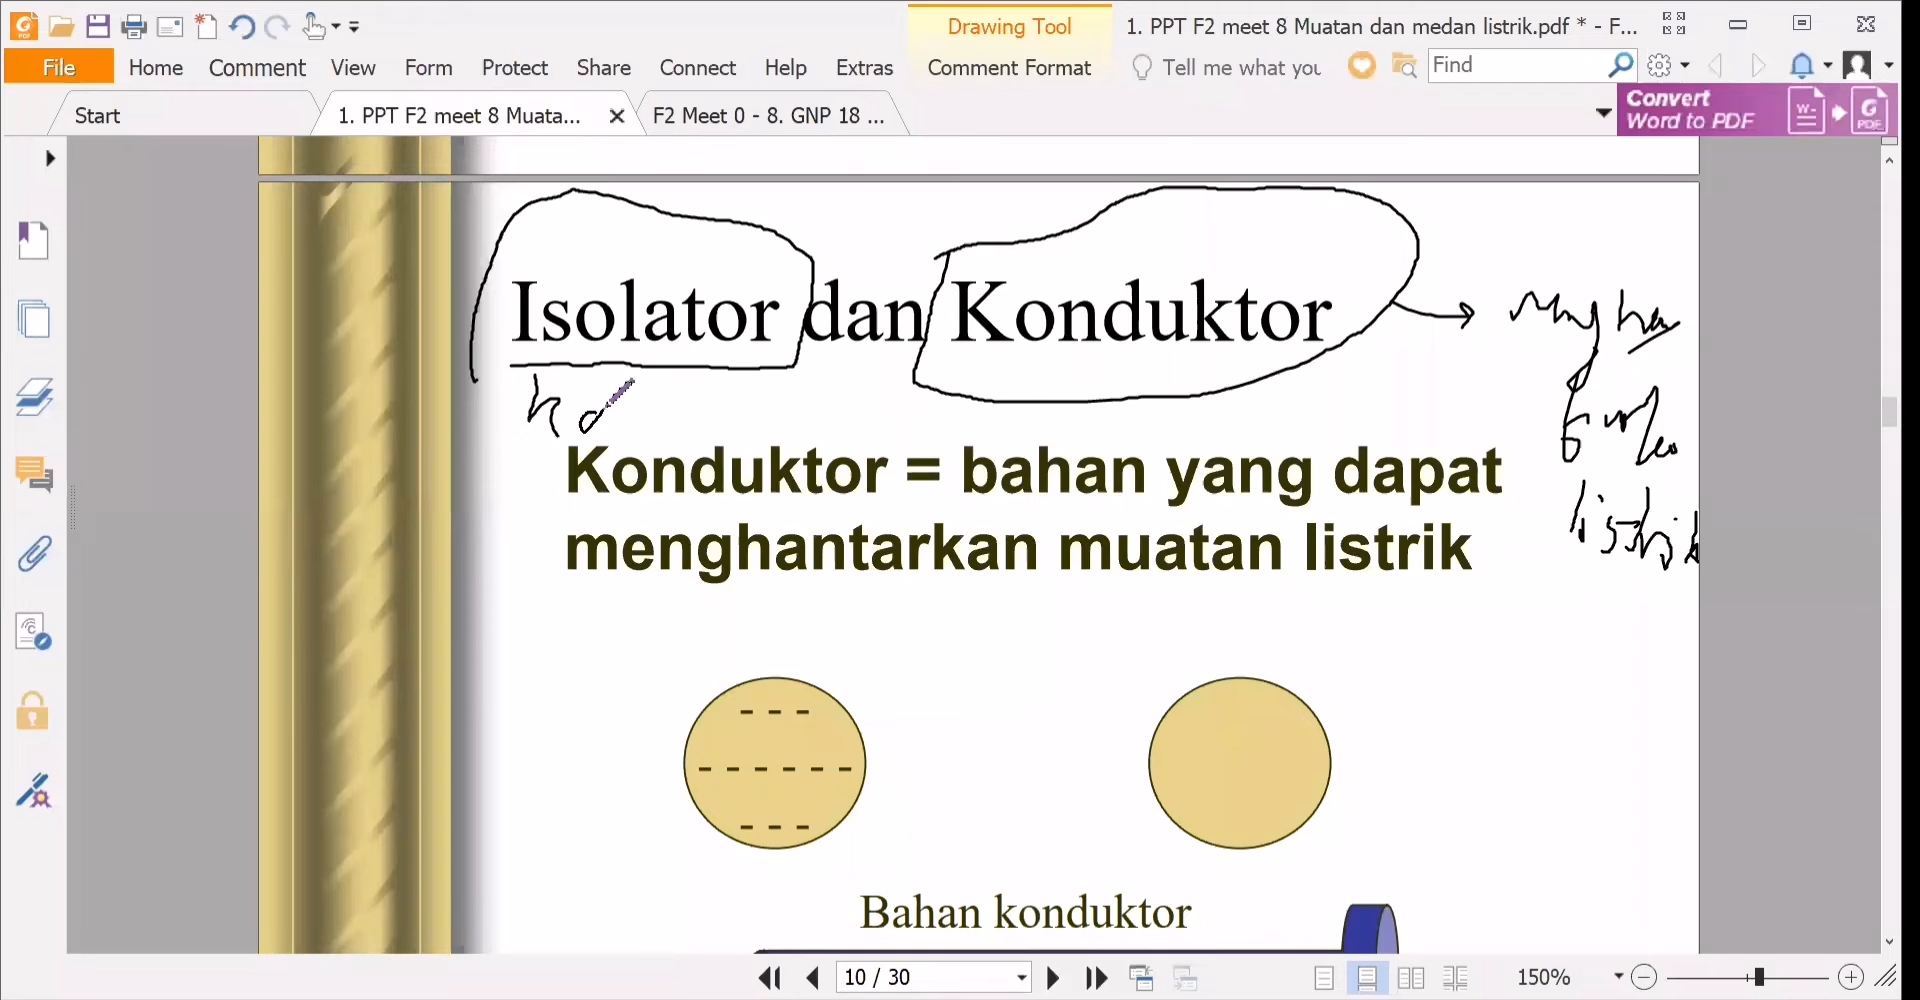 Drawing Tool
1. PPT F2 meet 8 Muatan dan medan listrik.pdf * - F...
File Home Comment View Form Protect Share Connect Help Extras Comment Format Tell me what you Find
Start
1. PPT F2 meet 8 Muata...
F2 Meet 0 - 8. GNP 18 ...
Convert
Word to PDF
Isolator dan Konduktor
Konduktor = bahan yang dapat
menghantarkan muatan listrik
listrik
- - -
- - - - - -
- - -
Bahan konduktor
10 / 30
150%